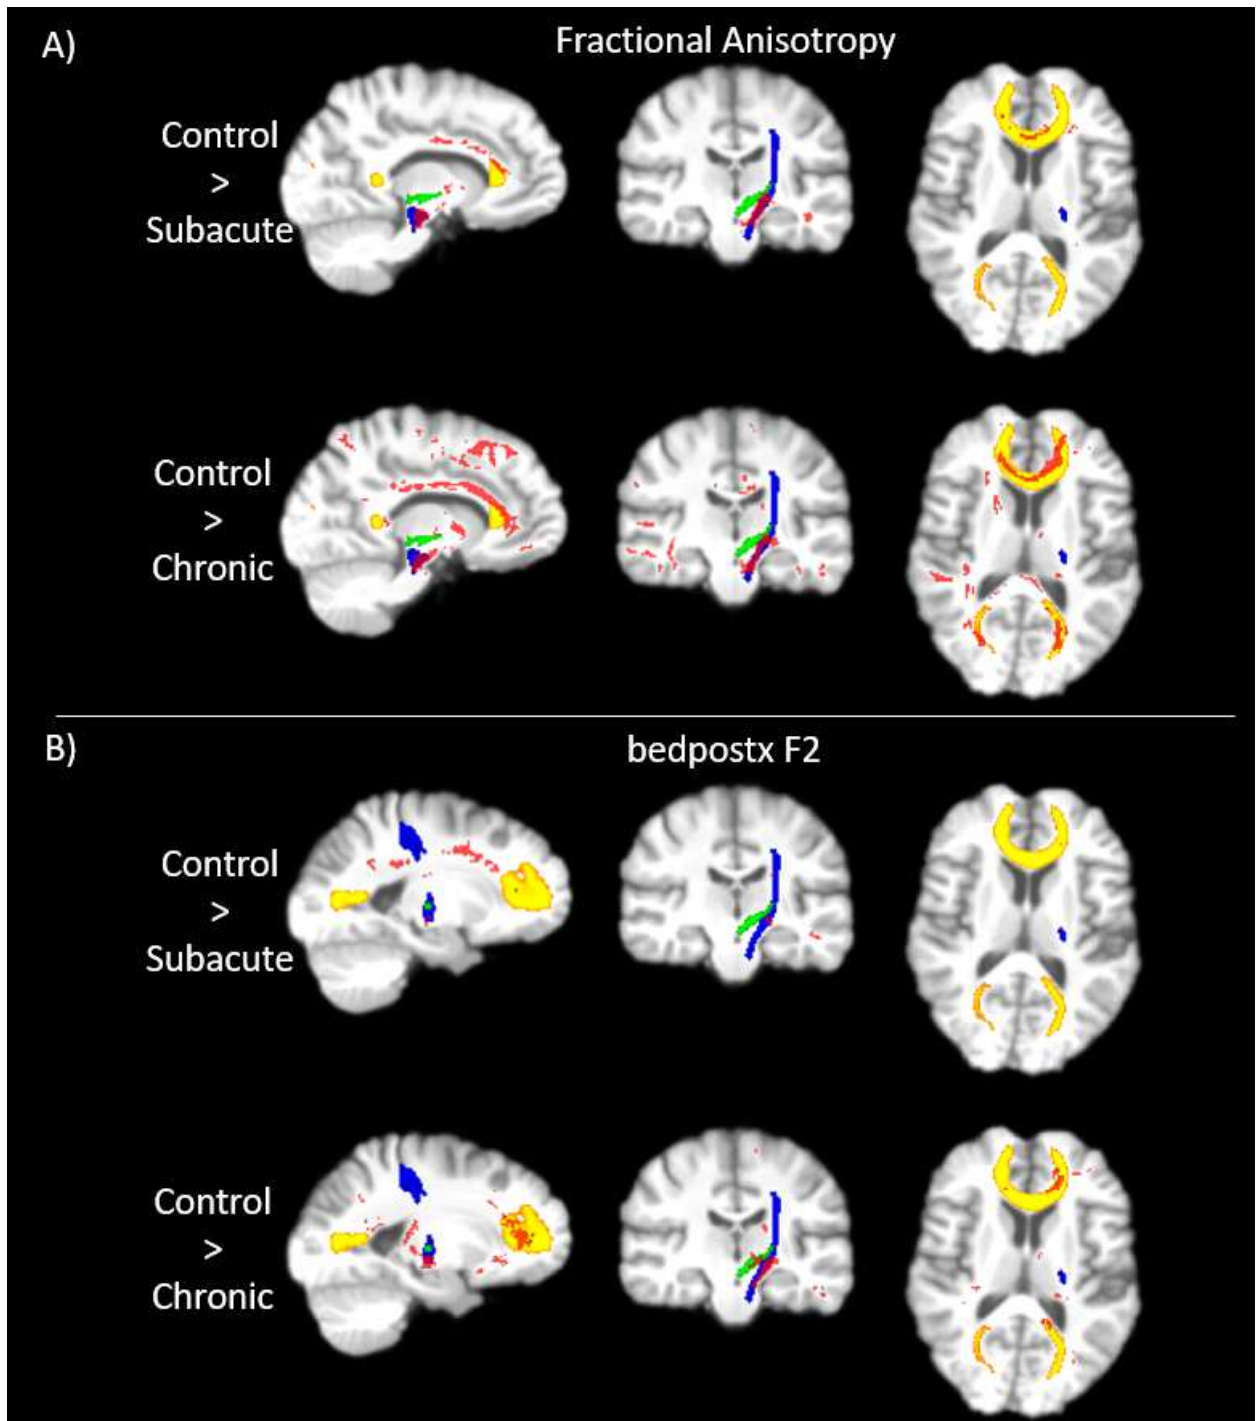 A)
Fractional Anisotropy
Control
>
Subacute
Control
>
Chronic
B)
bedpostx F2
Control
>
Subacute
Control
>
Chronic